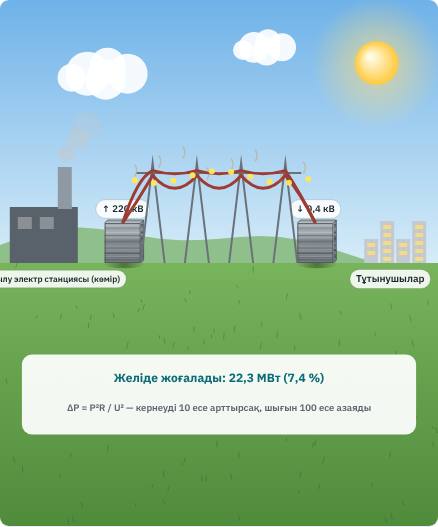 ↑ 220 кВ
↓ 0,4 кВ
электр станциясы (көмір)
Тұтынушылар
Желіде жоғалады: 22,3 МВт (7,4 %)
ΔP = P²R / U² — кернеуді 10 есе арттырсақ, шығын 100 есе азаяды